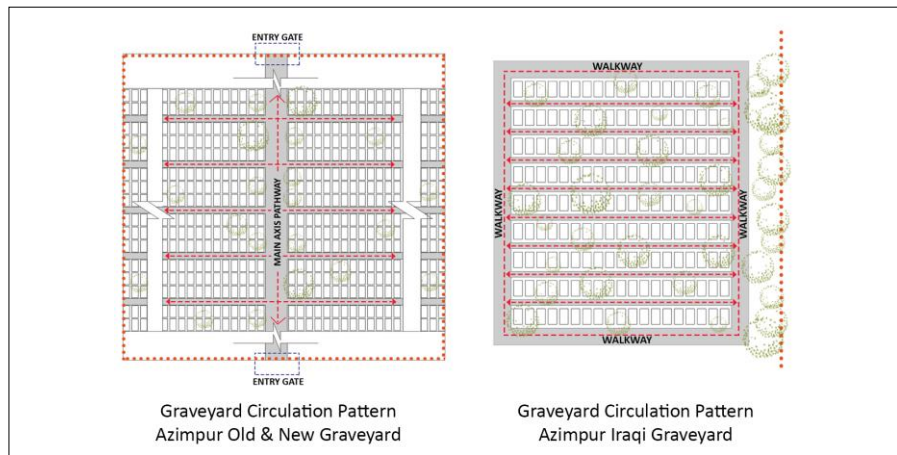 ENTRY GATE
MAIN AXIS PATHWAY
ENTRY GATE
Graveyard Circulation Pattern
Azimpur Old & New Graveyard
WALKWAY
WALKWAY
WALKWAY
WALKWAY
Graveyard Circulation Pattern
Azimpur Iraqi Graveyard